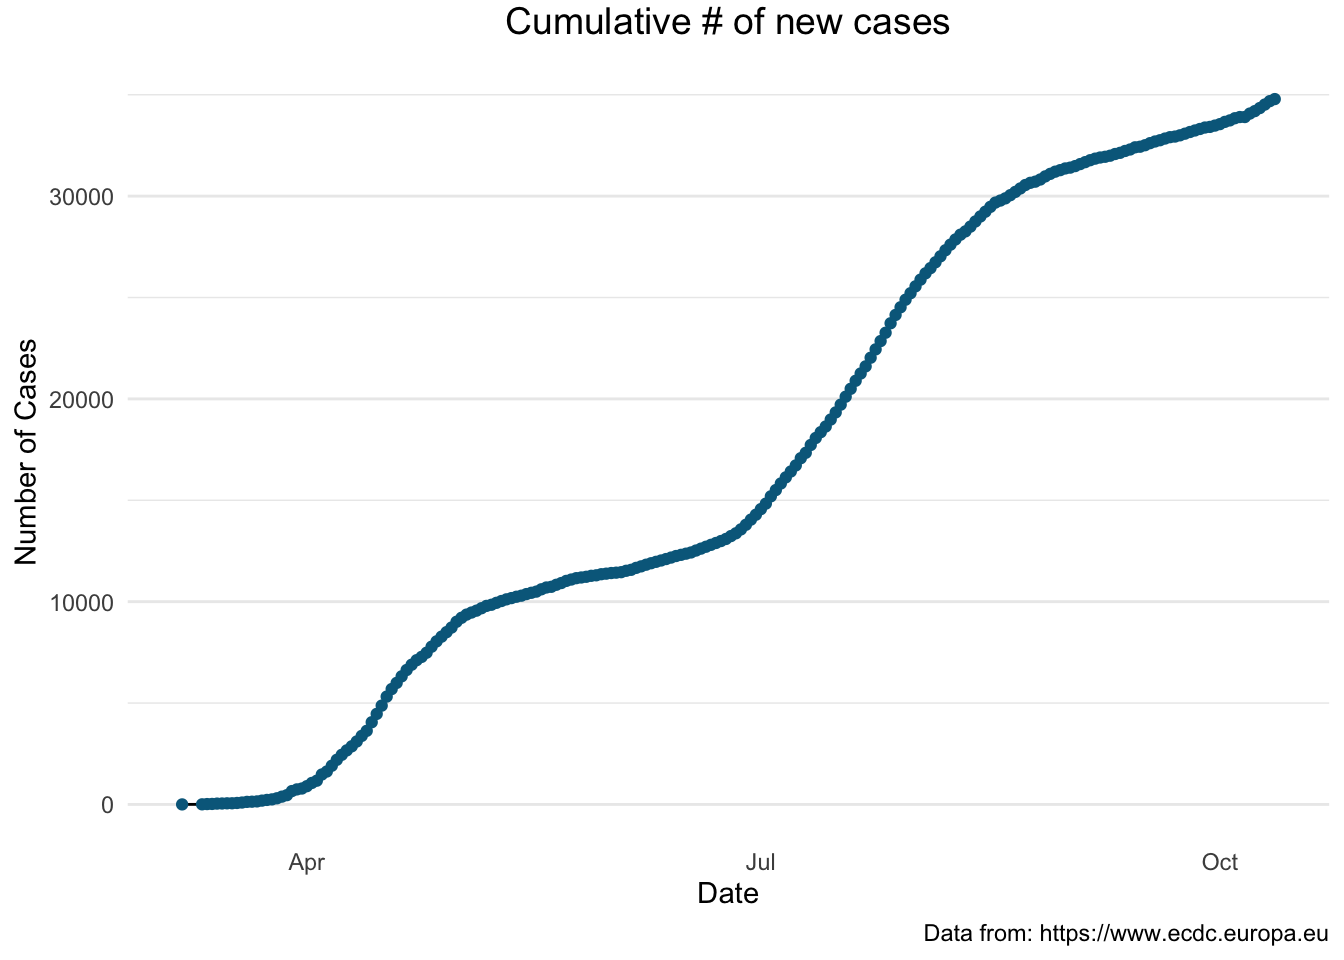 Cumulative # of new cases
30000
20000
10000
0
Number of Cases
Apr Jul Oct
Date
Data from: https://www.ecdc.europa.eu